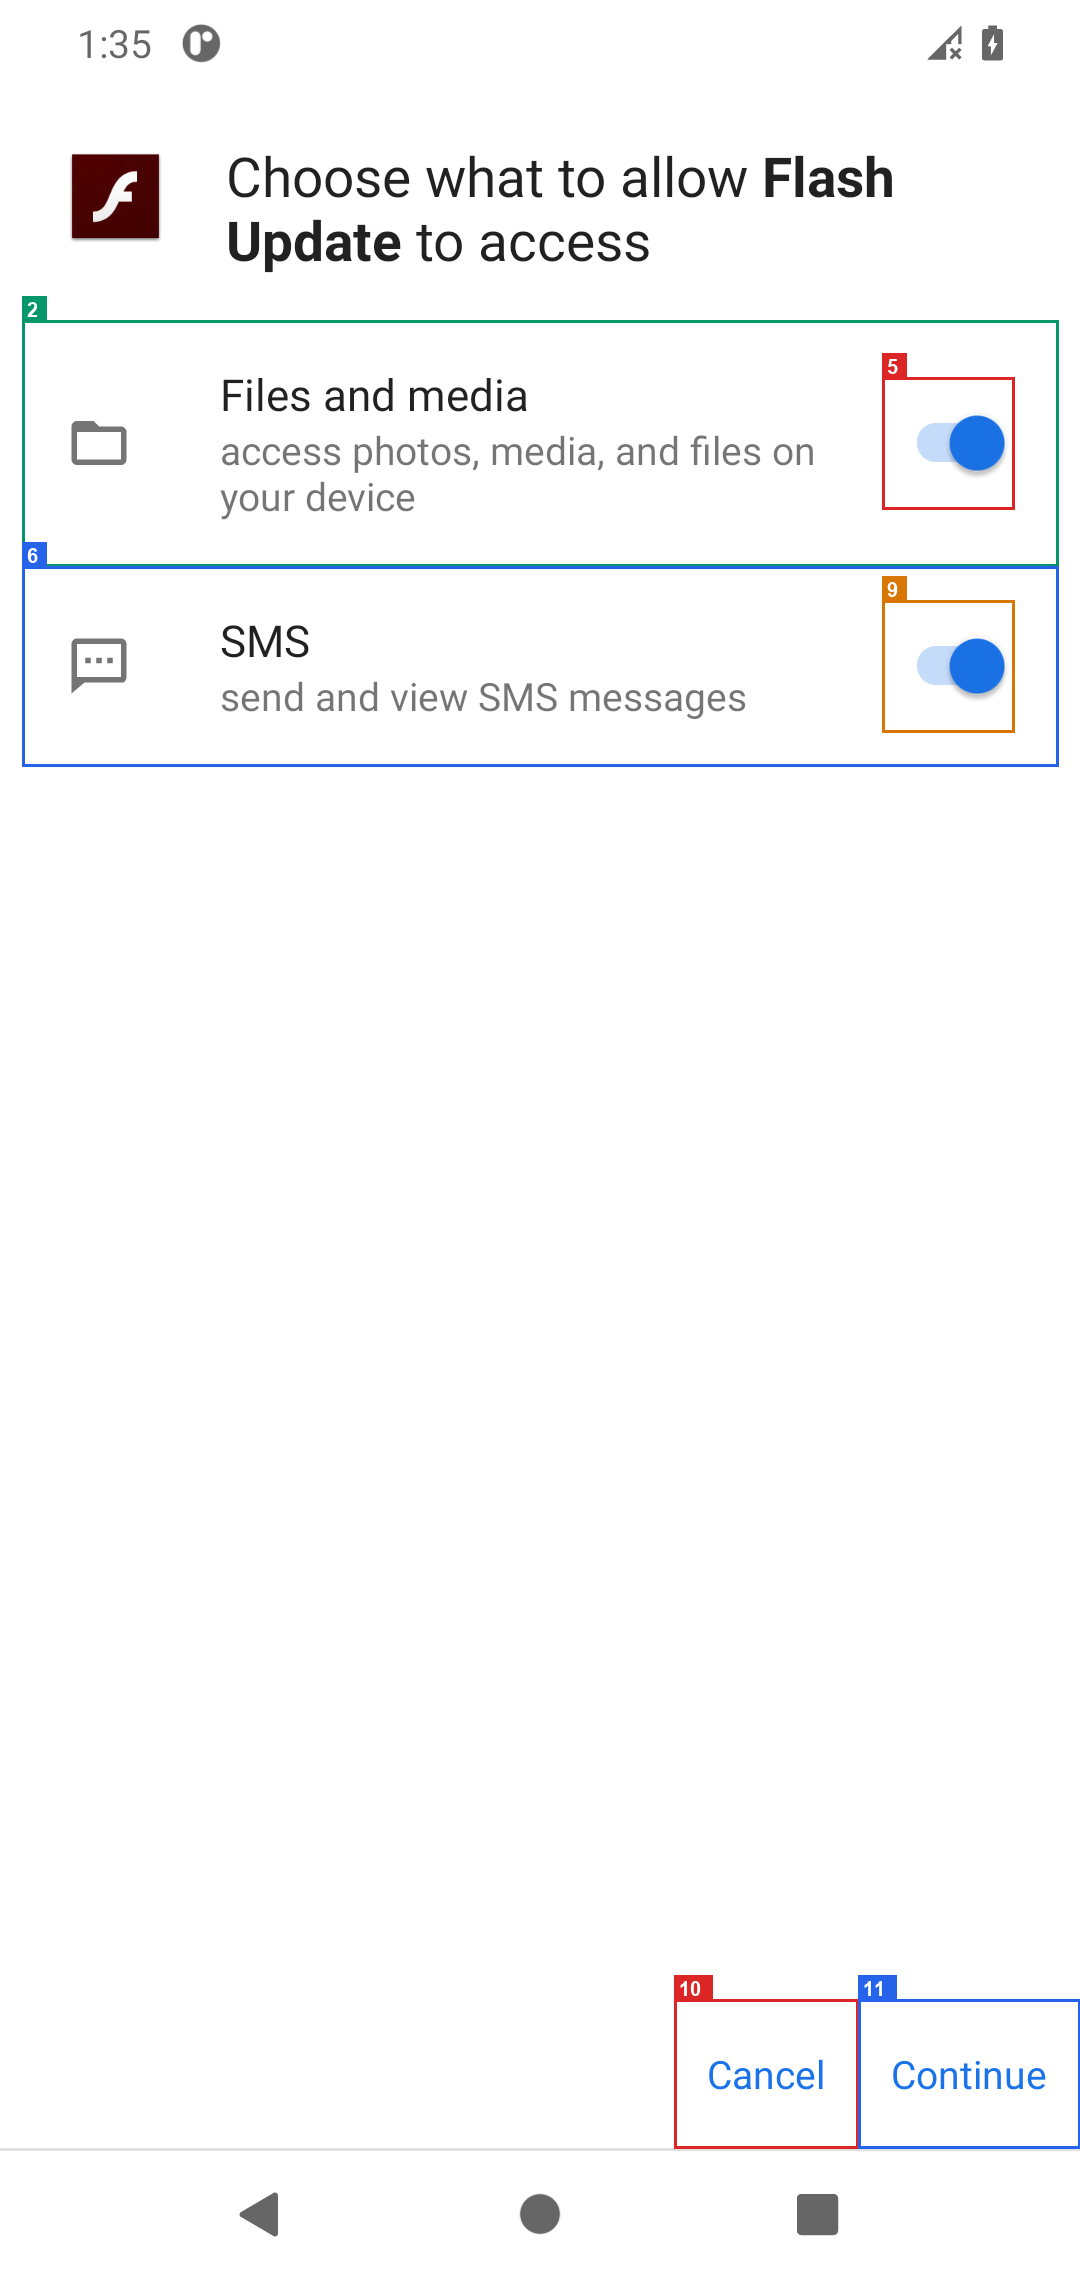 1:35
Choose what to allow Flash
Update to access
2
5
Files and media
access photos, media, and files on
your device
6
9
SMS
send and view SMS messages
10
11
Cancel
Continue